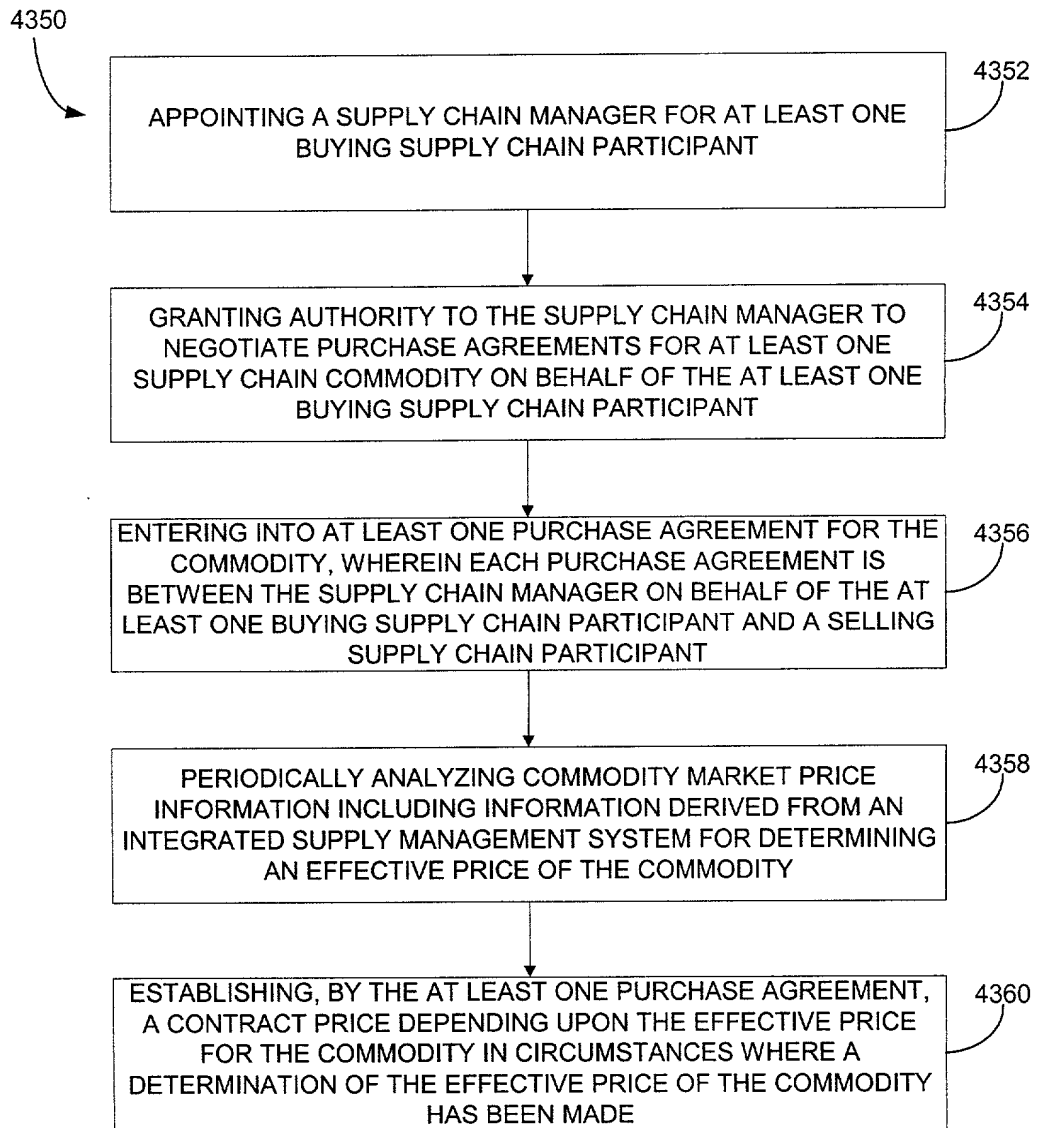 4350
4352
APPOINTING A SUPPLY CHAIN MANAGER FOR AT LEAST ONE
BUYING SUPPLY CHAIN PARTICIPANT
4354
GRANTING AUTHORITY TO THE SUPPLY CHAIN MANAGER TO
NEGOTIATE PURCHASE AGREEMENTS FOR AT LEAST ONE
SUPPLY CHAIN COMMODITY ON BEHALF OF THE AT LEAST ONE
BUYING SUPPLY CHAIN PARTICIPANT
4356
ENTERING INTO AT LEAST ONE PURCHASE AGREEMENT FOR THE
COMMODITY, WHEREIN EACH PURCHASE AGREEMENT IS
BETWEEN THE SUPPLY CHAIN MANAGER ON BEHALF OF THE AT
LEAST ONE BUYING SUPPLY CHAIN PARTICIPANT AND A SELLING
SUPPLY CHAIN PARTICIPANT
4358
PERIODICALLY ANALYZING COMMODITY MARKET PRICE
INFORMATION INCLUDING INFORMATION DERIVED FROM AN
INTEGRATED SUPPLY MANAGEMENT SYSTEM FOR DETERMINING
AN EFFECTIVE PRICE OF THE COMMODITY
4360
ESTABLISHING, BY THE AT LEAST ONE PURCHASE AGREEMENT,
A CONTRACT PRICE DEPENDING UPON THE EFFECTIVE PRICE
FOR THE COMMODITY IN CIRCUMSTANCES WHERE A
DETERMINATION OF THE EFFECTIVE PRICE OF THE COMMODITY
HAS BEEN MADE